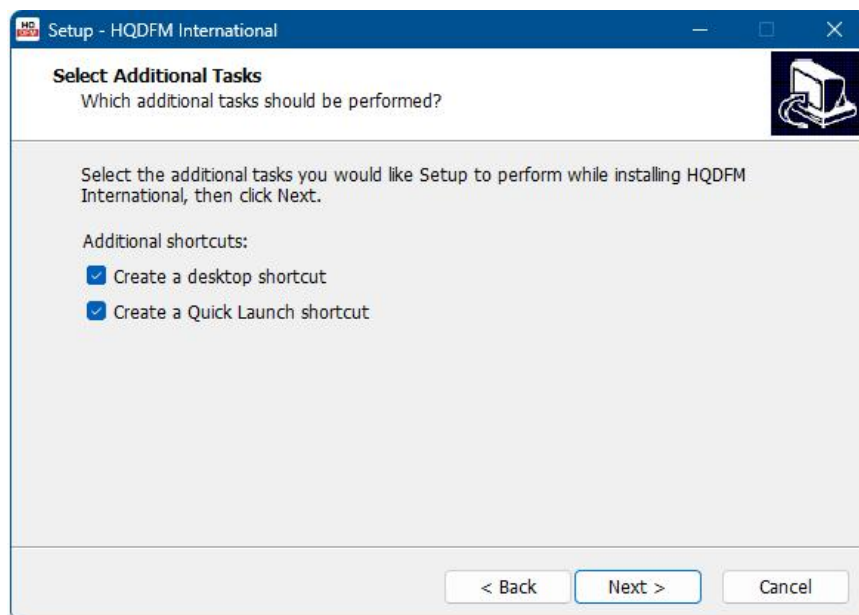 HQ
DFM
Setup - HQDFM International
Select Additional Tasks
Which additional tasks should be performed?
Select the additional tasks you would like Setup to perform while installing HQDFM
International, then click Next.
Additional shortcuts:
Create a desktop shortcut
Create a Quick Launch shortcut
< Back
Next >
Cancel